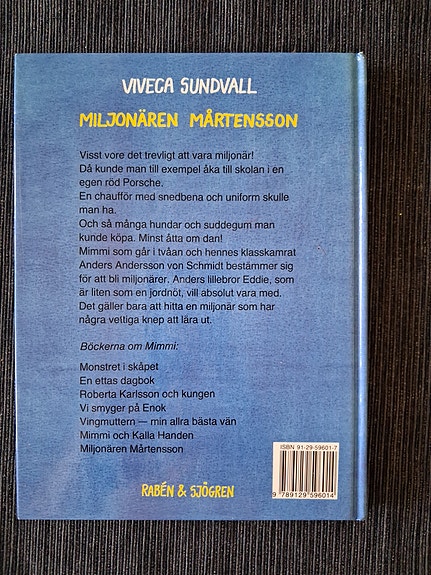 VIVECA SUNDVALL
MILJONÄREN MÅRTENSSON
Visst vore det trevligt att vara miljonär!
Då kunde man till exempel åka till skolan i en
egen röd Porsche.
En chaufför med snedbena och uniform skulle
man ha.
Och så många hundar och suddegum man
kunde köpa. Minst åtta om dan!
Mimmi som går i tvåan och hennes klasskamrat
Anders Andersson von Schmidt bestämmer sig
för att bli miljonärer. Anders lillebror Eddie, som
är liten som en jordnöt, vill absolut vara med.
Det gäller bara att hitta en miljonär som har
några vettiga knep att lära ut.
Böckerna om Mimmi:
Monstret i skåpet
En ettas dagbok
Roberta Karlsson och kungen
Vi smyger på Enok
Vingmuttern — min allra bästa vän
Mimmi och Kalla Handen
Miljonären Mårtensson
ISBN 91-29-59601-7
9 789129 596014
RABÉN & SJÖGREN